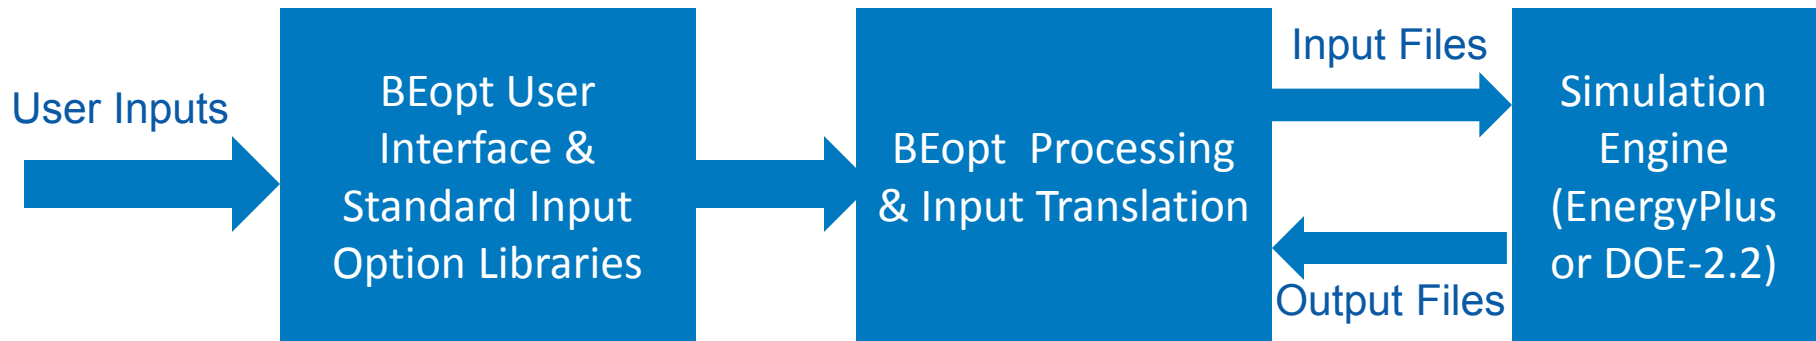 User Inputs
BEopt User
Interface &
Standard Input
Option Libraries
BEopt  Processing
& Input Translation
Input Files
Output Files
Simulation
Engine
(EnergyPlus
or DOE-2.2)